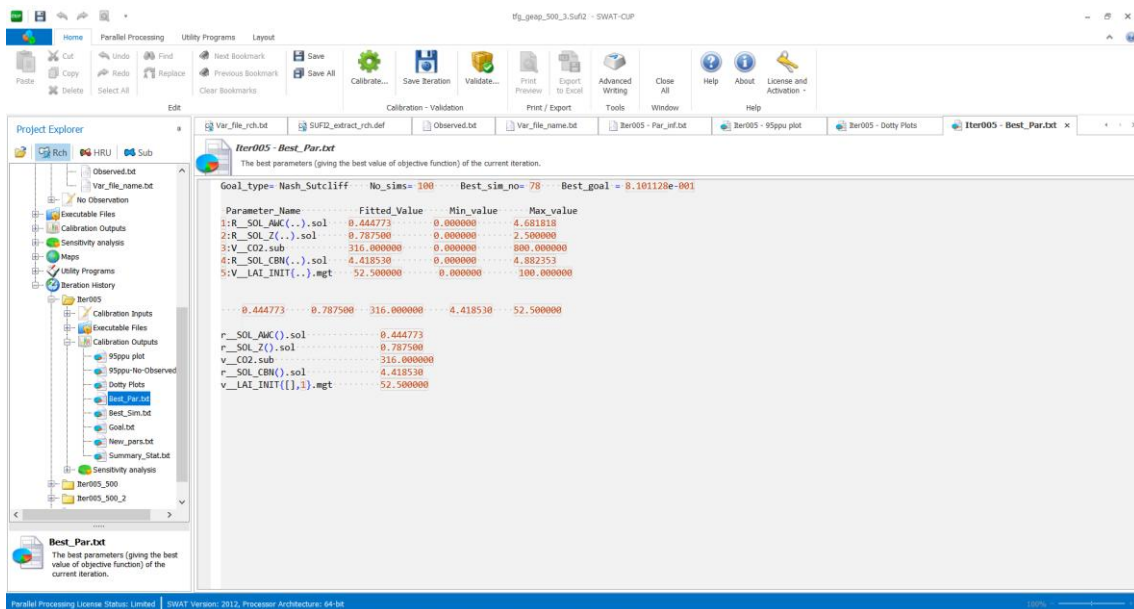 tfg_geap_500_3.Sufi2 - SWAT-CUP
Home Parallel Processing Utility Programs Layout
Paste
Cut
Copy
Delete
Undo
Redo
Select All
Find
Replace
Edit
Next Bookmark
Previous Bookmark
Clear Bookmarks
Save
Save All
Calibrate...
Save Iteration
Validate...
Calibration - Validation
Print Preview
Export to Excel
Print / Export
Advanced Writing
Tools
Close All
Window
Help
About
License and Activation
Help
Project Explorer
Rch HRU Sub
Observed.txt
Var_file_name.txt
No Observation
Executable Files
Calibration Outputs
Sensitivity analysis
Maps
Utility Programs
Iteration History
Iter005
Calibration Inputs
Executable Files
Calibration Outputs
95ppu plot
95ppu-No-Observed
Dotty Plots
Best_Par.txt
Best_Sim.txt
Goal.txt
New_pars.txt
Summary_Stat.txt
Sensitivity analysis
Iter005_500
Iter005_500_2
Best_Par.txt
The best parameters (giving the best
value of objective function) of the
current iteration.
Var_file_rch.txt SUFI2_extract_rch.def Observed.txt Var_file_name.txt Iter005 - Par_inf.txt Iter005 - 95ppu plot Iter005 - Dotty Plots Iter005 - Best_Par.txt ×
Iter005 - Best_Par.txt
The best parameters (giving the best value of objective function) of the current iteration.
Goal_type= Nash_Sutcliff No_sims= 100 Best_sim_no= 78 Best_goal = 8.101128e-001
Parameter_Name Fitted_Value Min_value Max_value
1:R__SOL_AWC(..).sol 0.444773 0.000000 4.681818
2:R__SOL_Z(..).sol 0.787500 0.000000 2.500000
3:V__CO2.sub 316.000000 0.000000 800.000000
4:R__SOL_CBN(..).sol 4.418530 0.000000 4.882353
5:V__LAI_INIT{..}.mgt 52.500000 0.000000 100.000000
0.444773 0.787500 316.000000 4.418530 52.500000
r__SOL_AWC().sol 0.444773
r__SOL_Z().sol 0.787500
v__CO2.sub 316.000000
r__SOL_CBN().sol 4.418530
v__LAI_INIT{[],1}.mgt 52.500000
Parallel Processing License Status: Limited SWAT Version: 2012, Processor Architecture: 64-bit
100%